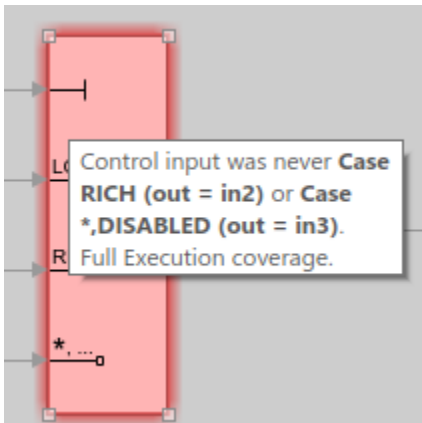 Control input was never Case
RICH (out = in2) or Case
*,DISABLED (out = in3).
Full Execution coverage.
*, ...